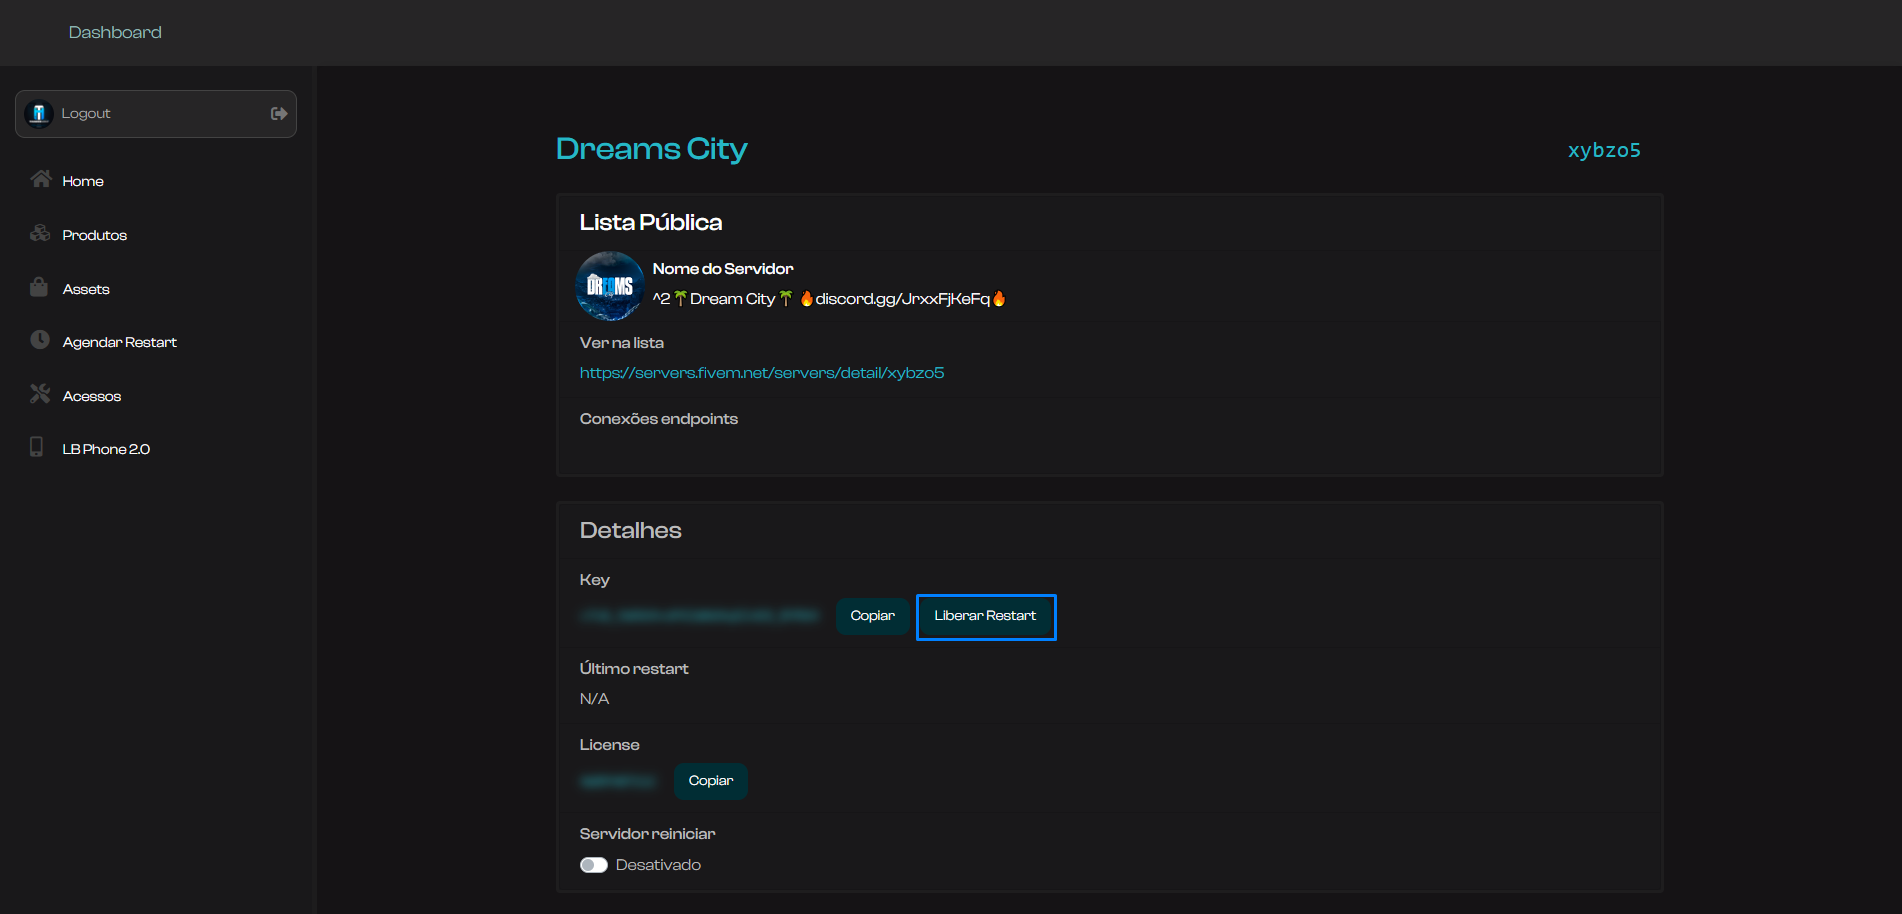 Dashboard
Logout
Home
Produtos
Assets
Agendar Restart
Acessos
LB Phone 2.0
Dreams City
xybzo5
Lista Pública
DREAMS
Nome do Servidor
^2🌴Dream City🌴 🔥discord.gg/JrxxFjKeFq🔥
Ver na lista
https://servers.fivem.net/servers/detail/xybzo5
Conexões endpoints
Detalhes
Key
Copiar
Liberar Restart
Último restart
N/A
License
Copiar
Servidor reiniciar
Desativado